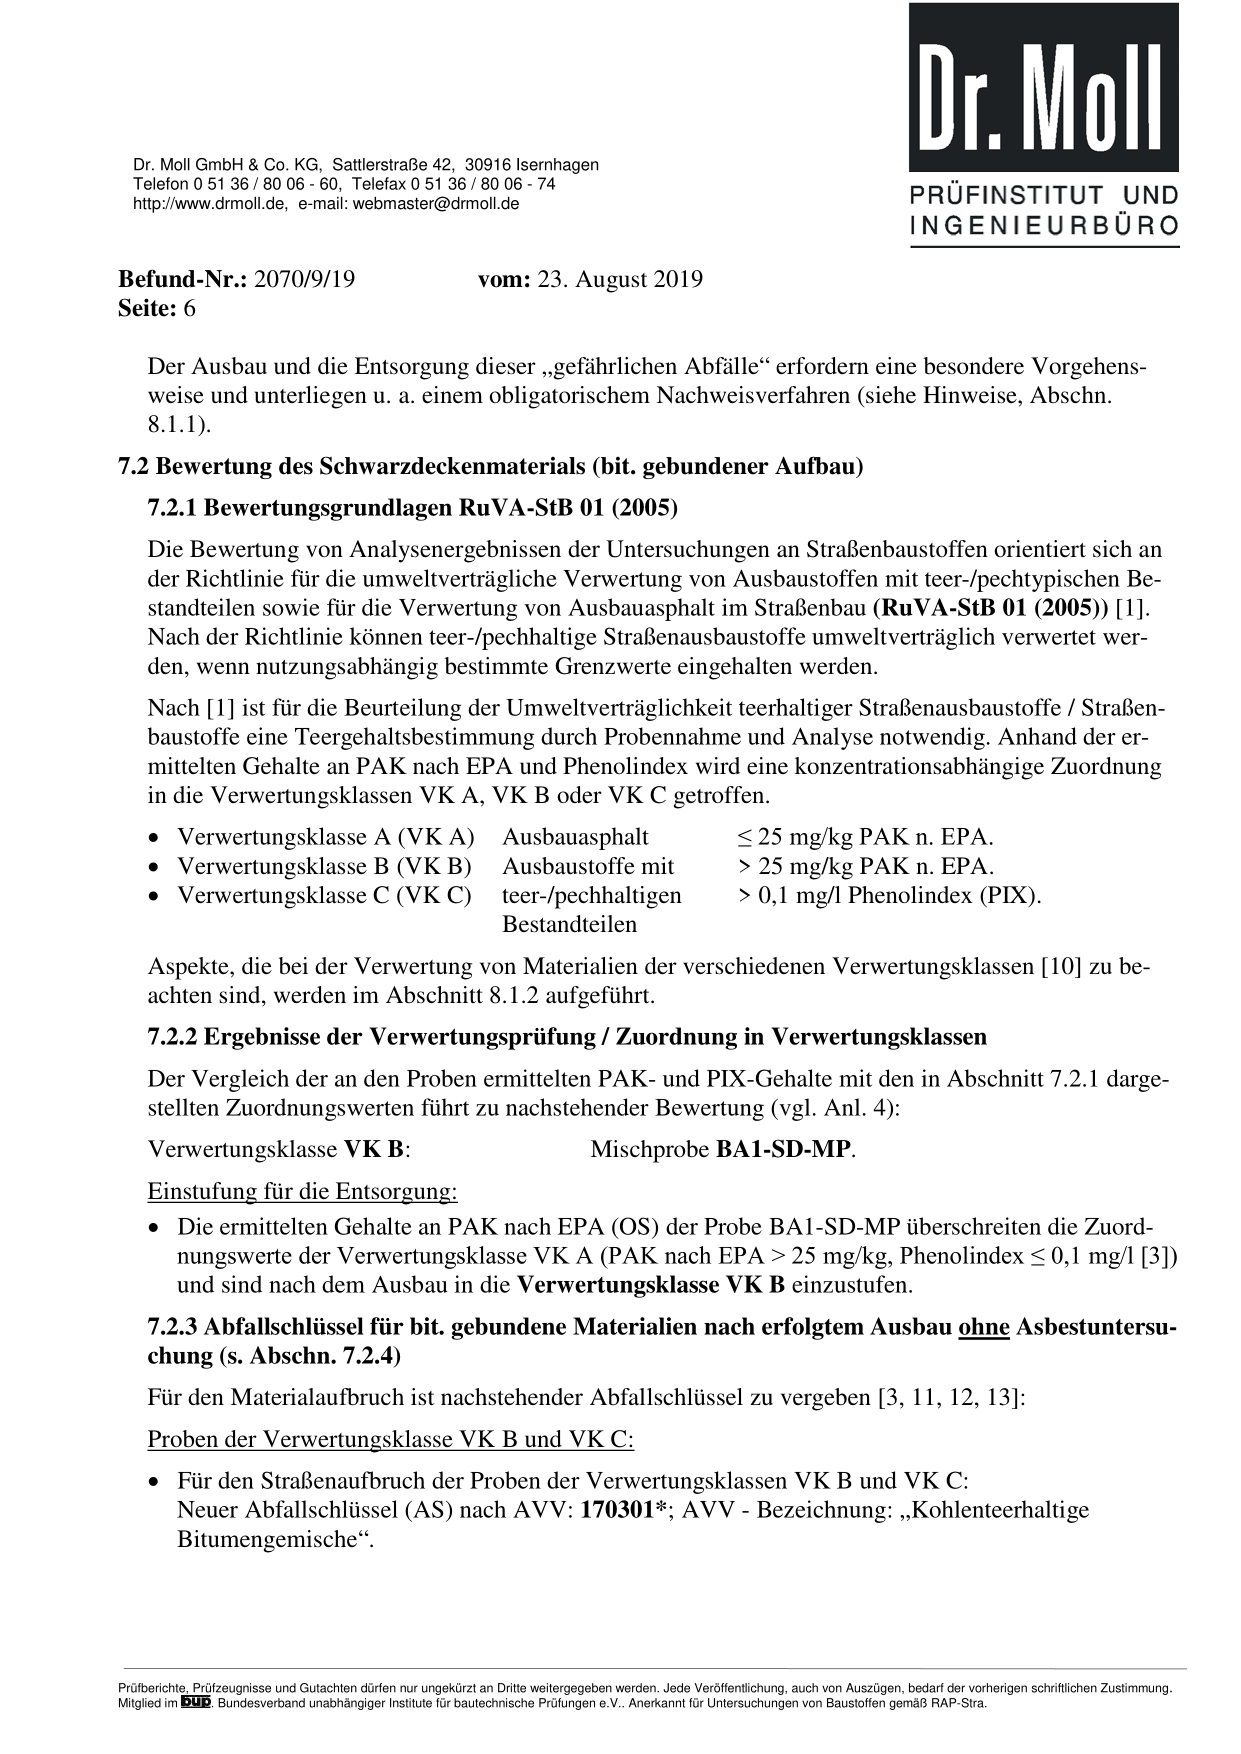 Dr. Moll
PRÜFINSTITUT UND
INGENIEURBÜRO
Dr. Moll GmbH & Co. KG, Sattlerstraße 42, 30916 Isernhagen
Telefon 0 51 36 / 80 06 - 60, Telefax 0 51 36 / 80 06 - 74
http://www.drmoll.de, e-mail: webmaster@drmoll.de
Befund-Nr.: 2070/9/19 vom: 23. August 2019
Seite: 6
Der Ausbau und die Entsorgung dieser „gefährlichen Abfälle“ erfordern eine besondere Vorgehens-
weise und unterliegen u. a. einem obligatorischem Nachweisverfahren (siehe Hinweise, Abschn.
8.1.1).
7.2 Bewertung des Schwarzdeckenmaterials (bit. gebundener Aufbau)
7.2.1 Bewertungsgrundlagen RuVA-StB 01 (2005)
Die Bewertung von Analysenergebnissen der Untersuchungen an Straßenbaustoffen orientiert sich an
der Richtlinie für die umweltverträgliche Verwertung von Ausbaustoffen mit teer-/pechtypischen Be-
standteilen sowie für die Verwertung von Ausbauasphalt im Straßenbau (RuVA-StB 01 (2005)) [1].
Nach der Richtlinie können teer-/pechhaltige Straßenausbaustoffe umweltverträglich verwertet wer-
den, wenn nutzungsabhängig bestimmte Grenzwerte eingehalten werden.
Nach [1] ist für die Beurteilung der Umweltverträglichkeit teerhaltiger Straßenausbaustoffe / Straßen-
baustoffe eine Teergehaltsbestimmung durch Probennahme und Analyse notwendig. Anhand der er-
mittelten Gehalte an PAK nach EPA und Phenolindex wird eine konzentrationsabhängige Zuordnung
in die Verwertungsklassen VK A, VK B oder VK C getroffen.
• Verwertungsklasse A (VK A) Ausbauasphalt ≤ 25 mg/kg PAK n. EPA.
• Verwertungsklasse B (VK B) Ausbaustoffe mit > 25 mg/kg PAK n. EPA.
• Verwertungsklasse C (VK C) teer-/pechhaltigen > 0,1 mg/l Phenolindex (PIX).
Bestandteilen
Aspekte, die bei der Verwertung von Materialien der verschiedenen Verwertungsklassen [10] zu be-
achten sind, werden im Abschnitt 8.1.2 aufgeführt.
7.2.2 Ergebnisse der Verwertungsprüfung / Zuordnung in Verwertungsklassen
Der Vergleich der an den Proben ermittelten PAK- und PIX-Gehalte mit den in Abschnitt 7.2.1 darge-
stellten Zuordnungswerten führt zu nachstehender Bewertung (vgl. Anl. 4):
Verwertungsklasse VK B: Mischprobe BA1-SD-MP.
Einstufung für die Entsorgung:
• Die ermittelten Gehalte an PAK nach EPA (OS) der Probe BA1-SD-MP überschreiten die Zuord-
nungswerte der Verwertungsklasse VK A (PAK nach EPA > 25 mg/kg, Phenolindex ≤ 0,1 mg/l [3])
und sind nach dem Ausbau in die Verwertungsklasse VK B einzustufen.
7.2.3 Abfallschlüssel für bit. gebundene Materialien nach erfolgtem Ausbau ohne Asbestuntersu-
chung (s. Abschn. 7.2.4)
Für den Materialaufbruch ist nachstehender Abfallschlüssel zu vergeben [3, 11, 12, 13]:
Proben der Verwertungsklasse VK B und VK C:
• Für den Straßenaufbruch der Proben der Verwertungsklassen VK B und VK C:
Neuer Abfallschlüssel (AS) nach AVV: 170301*; AVV - Bezeichnung: „Kohlenteerhaltige
Bitumengemische“.
Prüfberichte, Prüfzeugnisse und Gutachten dürfen nur ungekürzt an Dritte weitergegeben werden. Jede Veröffentlichung, auch von Auszügen, bedarf der vorherigen schriftlichen Zustimmung.
Mitglied im bup. Bundesverband unabhängiger Institute für bautechnische Prüfungen e.V.. Anerkannt für Untersuchungen von Baustoffen gemäß RAP-Stra.